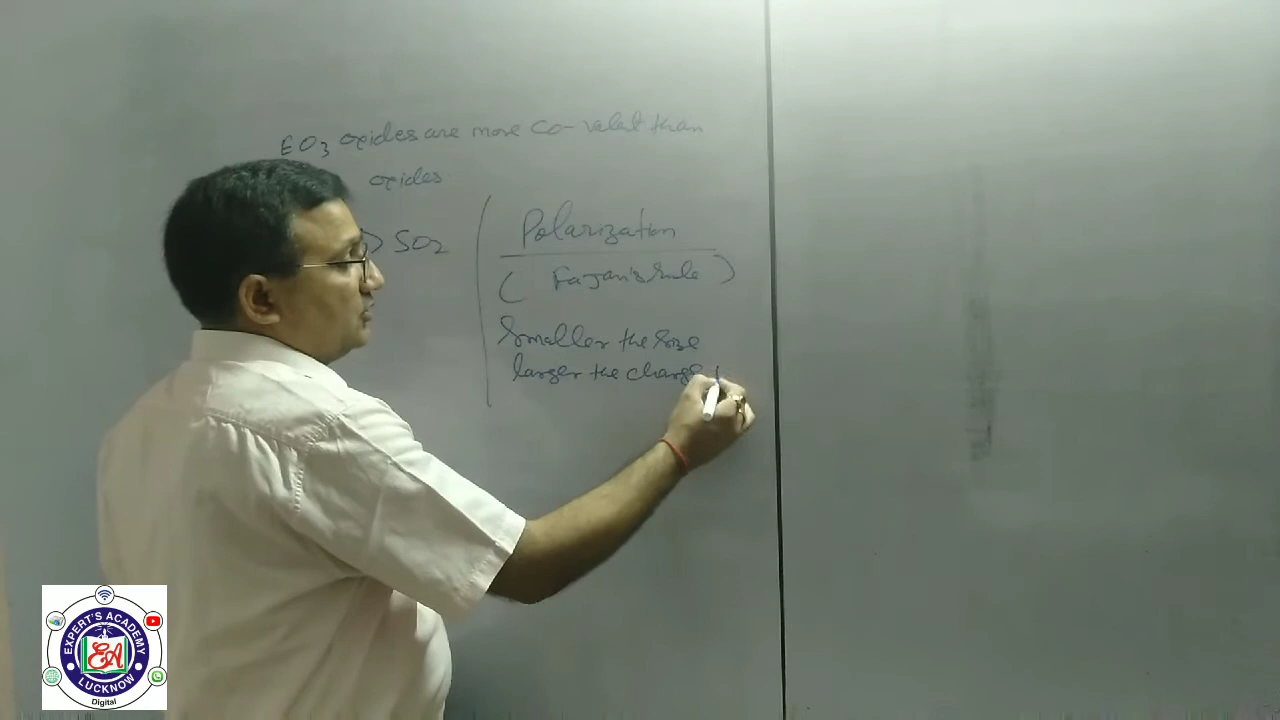 EO3 oxides are more Co-valet than
oxides
> SO2
Polarization
( Fajan's rule )
Smaller the size
larger the charge
EXPERT'S ACADEMY
EA
LUCKNOW
Digital